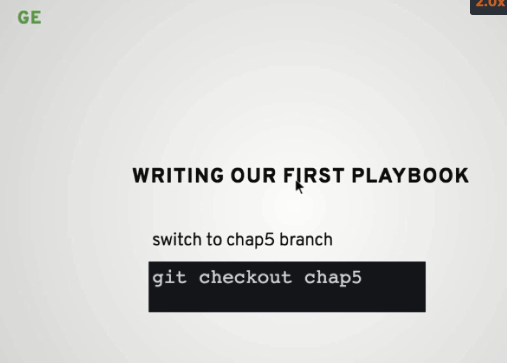 GE
2.0x
WRITING OUR FIRST PLAYBOOK
switch to chap5 branch
git checkout chap5